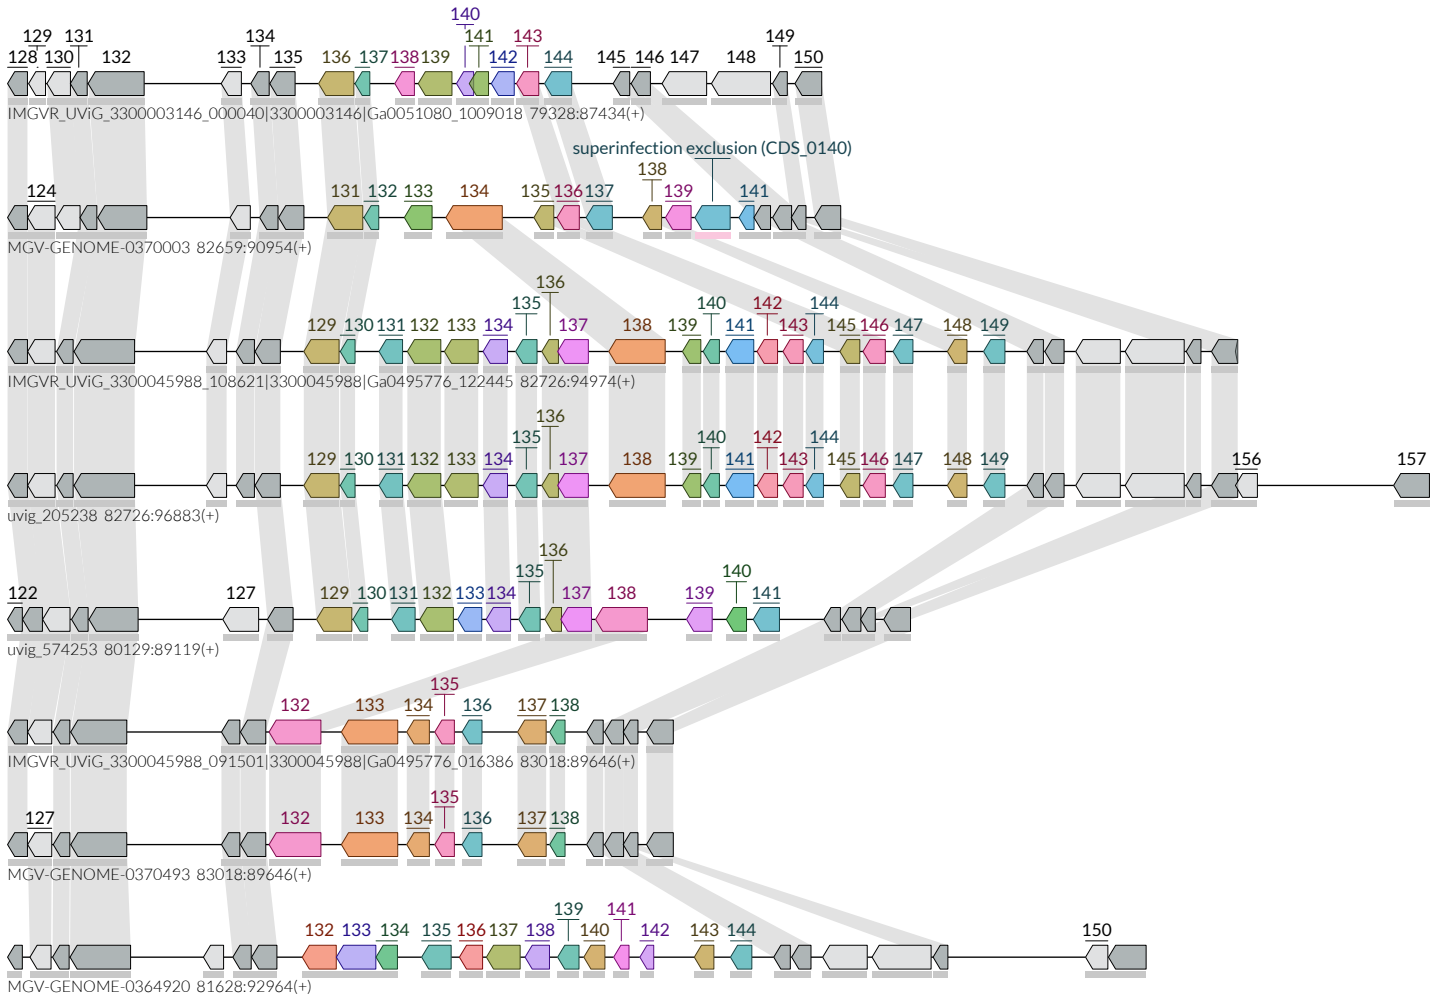 140
129 131 134 141 143 149
128 130 132 133 135 136 137 138 139 142 144 145 146 147 148 150
IMGVR_UViG_3300003146_000040|3300003146|Ga0051080_1009018 79328:87434(+)
superinfection exclusion (CDS_0140)
138
124 131 132 133 134 135 136 137 139 141
MGV-GENOME-0370003 82659:90954(+)
136
135 140 142 144
129 130 131 132 133 134 137 138 139 141 143 145 146 147 148 149
IMGVR_UViG_3300045988_108621|3300045988|Ga0495776_122445 82726:94974(+)
136
135 140 142 144
129 130 131 132 133 134 137 138 139 141 143 145 146 147 148 149 156 157
uvig_205238 82726:96883(+)
136
135 140
122 127 129 130 131 132 133 134 137 138 139 141
uvig_574253 80129:89119(+)
135
132 133 134 136 137 138
IMGVR_UViG_3300045988_091501|3300045988|Ga0495776_016386 83018:89646(+)
135
127 132 133 134 136 137 138
MGV-GENOME-0370493 83018:89646(+)
139 141
132 133 134 135 136 137 138 140 142 143 144 150
MGV-GENOME-0364920 81628:92964(+)